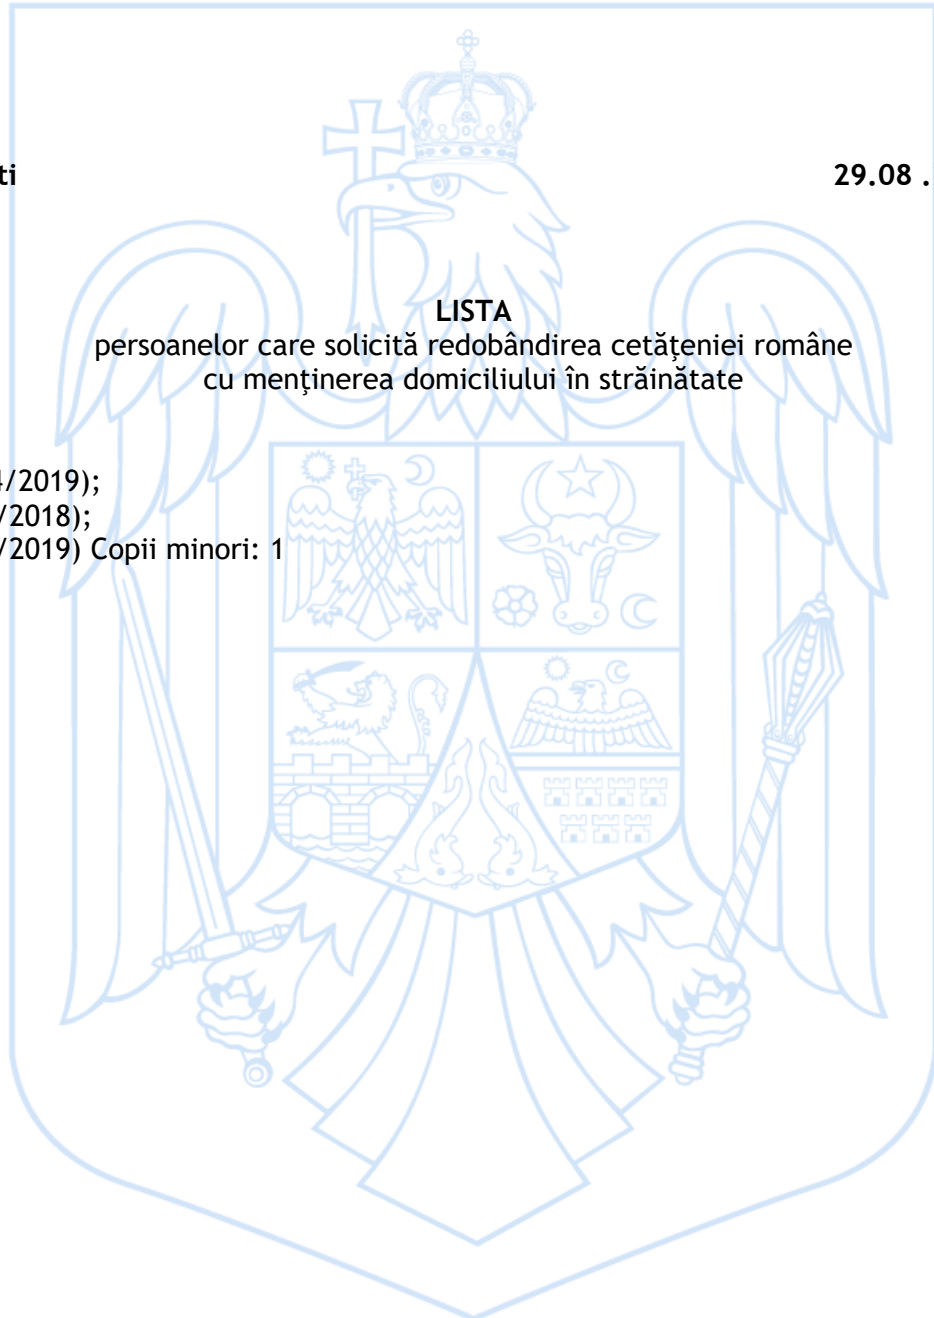 ti 29.08 .
LISTA
persoanelor care solicită redobândirea cetăţeniei române
cu menţinerea domiciliului în străinătate
/2019);
/2018);
/2019) Copii minori: 1